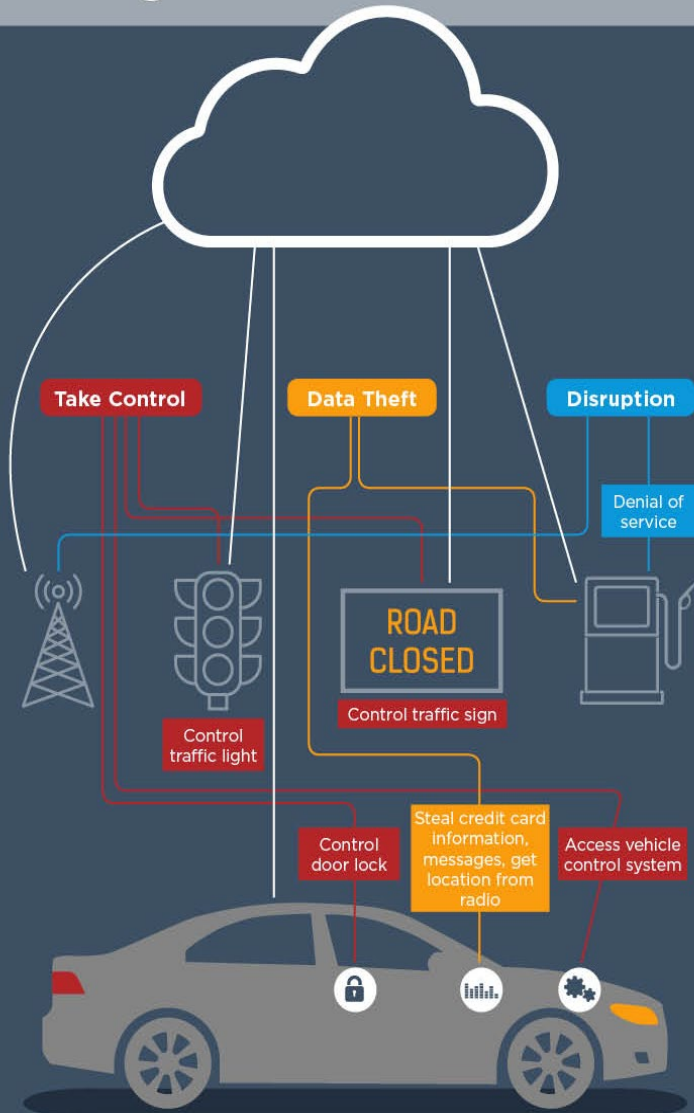 Take Control
Data Theft
Disruption
Denial of
service
ROAD
CLOSED
Control traffic sign
Control
traffic light
Control
door lock
Steal credit card
information,
messages, get
location from
radio
Access vehicle
control system